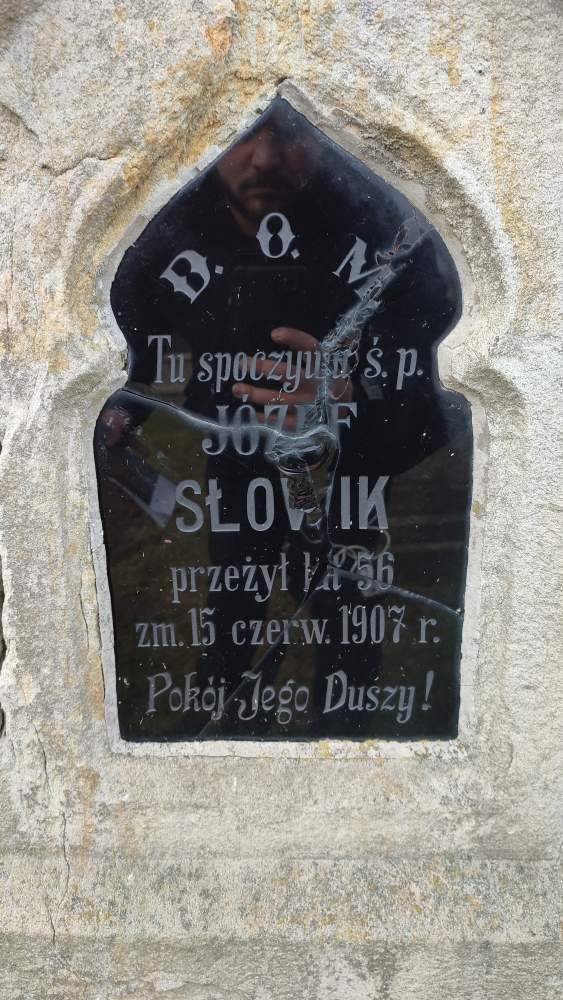 D. O. M.
Tu spoczywa ś. p.
JÓZEF
SŁOWIK
przeżył lat 56
zm. 15 czerw. 1907 r.
Pokój Jego Duszy!